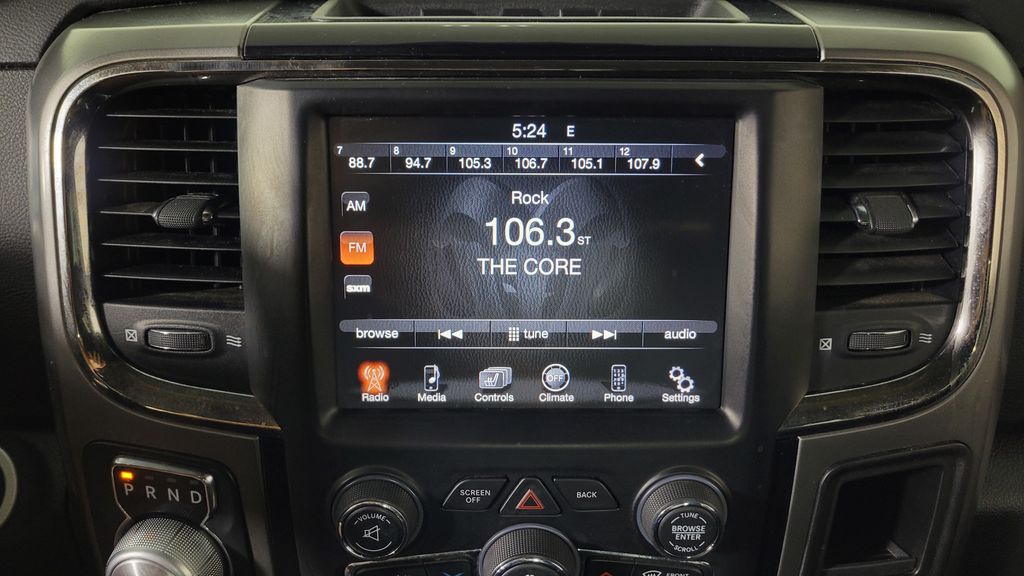 5:24 E
7 8 9 10 11 12
88.7 94.7 105.3 106.7 105.1 107.9
Rock
AM
106.3 ST
FM
THE CORE
sxm
browse tune audio
OFF
Radio Media Controls Climate Phone Settings
P R N D
SCREEN OFF BACK
VOLUME
TUNE
BROWSE
ENTER
SCROLL
FRONT